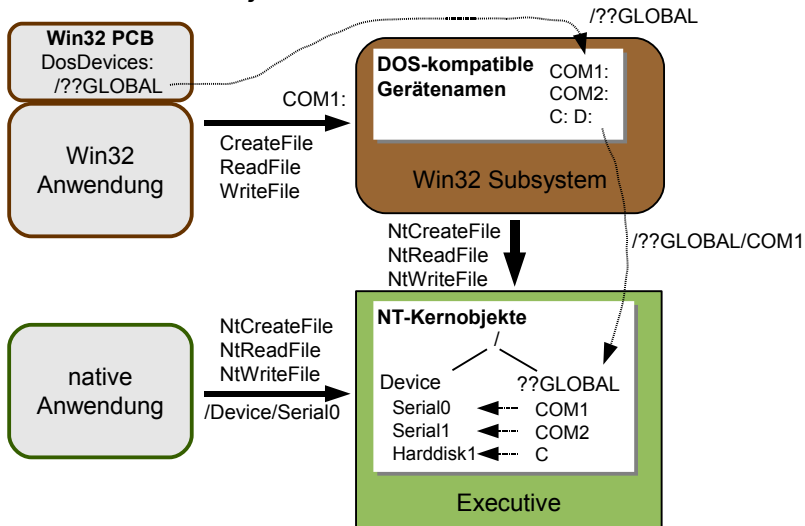 /??GLOBAL
Win32 PCB
DosDevices:
/??GLOBAL
Win32
Anwendung
COM1:
CreateFile
ReadFile
WriteFile
DOS-kompatible
Gerätenamen
COM1:
COM2:
C: D:
Win32 Subsystem
NtCreateFile
NtReadFile
NtWriteFile
/??GLOBAL/COM1
native
Anwendung
NtCreateFile
NtReadFile
NtWriteFile
/Device/Serial0
NT-Kernobjekte
/
Device ??GLOBAL
Serial0 COM1
Serial1 COM2
Harddisk1 C
Executive